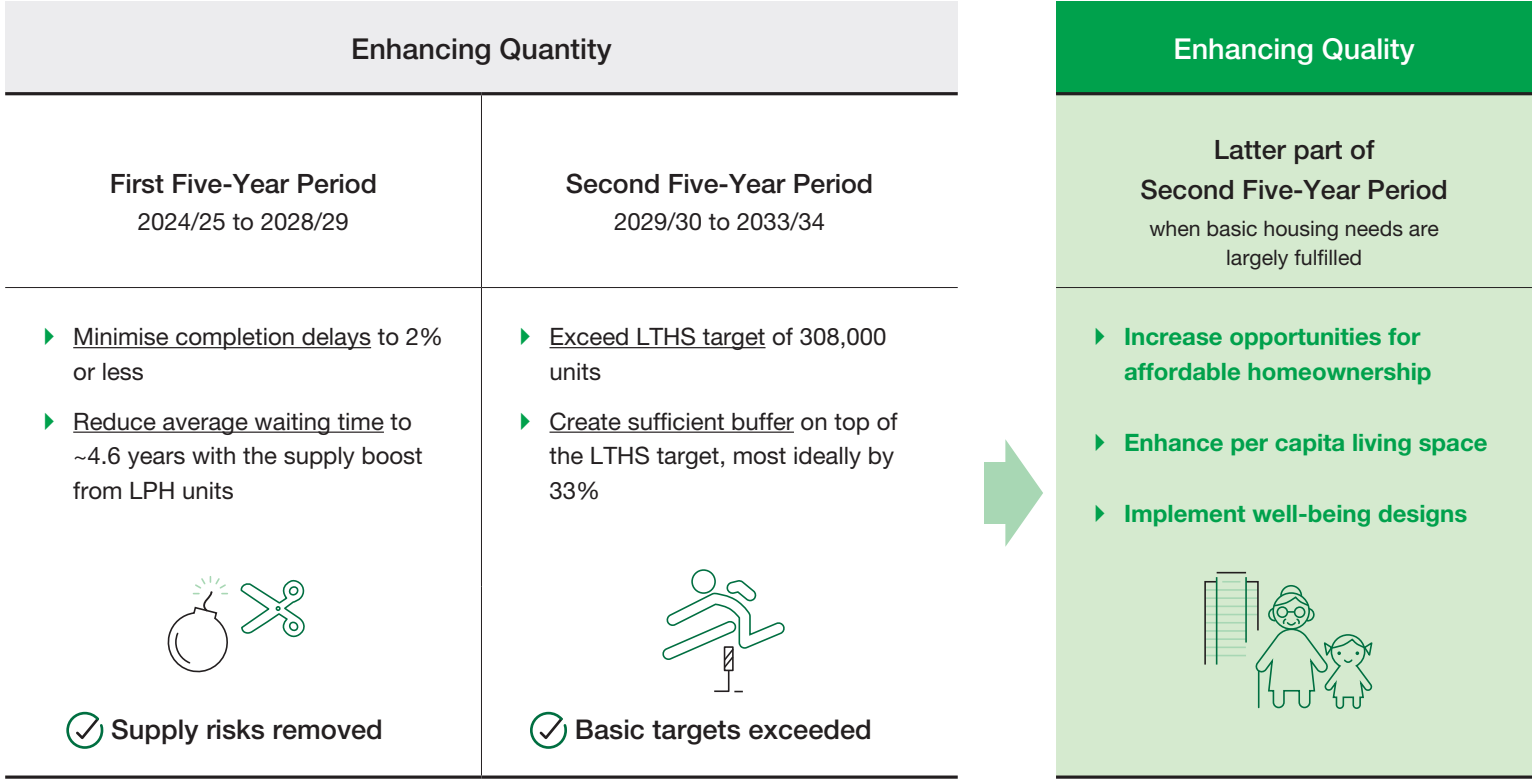 Enhancing Quantity
First Five-Year Period
2024/25 to 2028/29
Minimise completion delays to 2%
or less
Reduce average waiting time to
~4.6 years with the supply boost
from LPH units
Supply risks removed
Second Five-Year Period
2029/30 to 2033/34
Exceed LTHS target of 308,000
units
Create sufficient buffer on top of
the LTHS target, most ideally by
33%
Basic targets exceeded
Enhancing Quality
Latter part of
Second Five-Year Period
when basic housing needs are
largely fulfilled
Increase opportunities for
affordable homeownership
Enhance per capita living space
Implement well-being designs